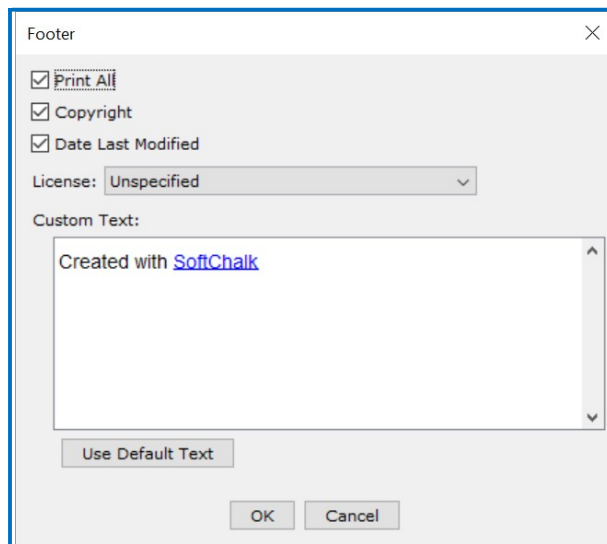 Footer
Print All
Copyright
Date Last Modified
License: Unspecified
Custom Text:
Created with SoftChalk
Use Default Text
OK Cancel